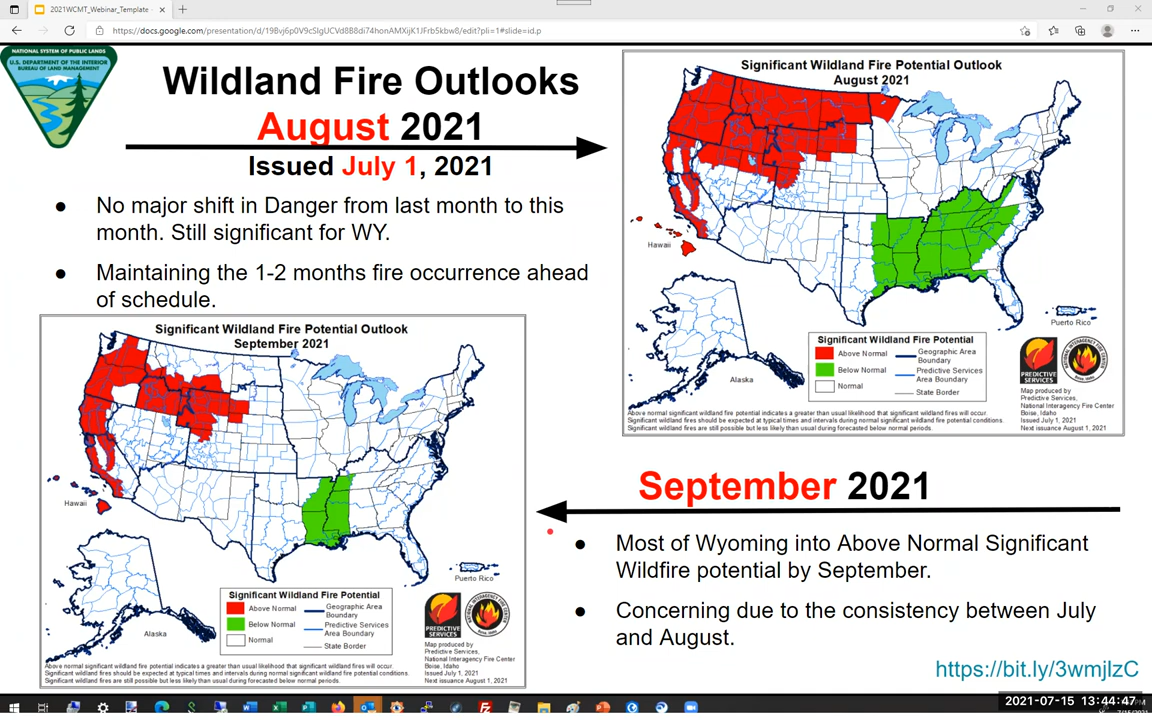 2021WCMT_Webinar_Template
https://docs.google.com/presentation/d/19Bvj6p0V9cSIgUCVd8B8di74honAMXijK1JFrb5kbw8/edit?pli=1#slide=id.p
NATIONAL SYSTEM OF PUBLIC LANDS
U.S. DEPARTMENT OF THE INTERIOR
BUREAU OF LAND MANAGEMENT
Wildland Fire Outlooks
August 2021
Issued July 1, 2021
● No major shift in Danger from last month to this
month. Still significant for WY.
● Maintaining the 1-2 months fire occurrence ahead
of schedule.
Significant Wildland Fire Potential Outlook
August 2021
Hawaii
Alaska
Puerto Rico
Significant Wildland Fire Potential
Above Normal
Below Normal
Normal
Geographic Area
Boundary
Predictive Services
Area Boundary
State Border
PREDICTIVE
SERVICES
Map produced by
Predictive Services,
National Interagency Fire Center
Boise, Idaho
Issued July 1, 2021
Next issuance August 1, 2021
Above normal significant wildland fire potential indicates a greater than usual likelihood that significant wildland fires will occur.
Significant wildland fires should be expected at typical times and intervals during normal significant wildland fire potential conditions.
Significant wildland fires are still possible but less likely than usual during forecasted below normal periods.
Significant Wildland Fire Potential Outlook
September 2021
Hawaii
Alaska
Puerto Rico
Significant Wildland Fire Potential
Above Normal
Below Normal
Normal
Geographic Area
Boundary
Predictive Services
Area Boundary
State Border
PREDICTIVE
SERVICES
Map produced by
Predictive Services,
National Interagency Fire Center
Boise, Idaho
Issued July 1, 2021
Next issuance August 1, 2021
Above normal significant wildland fire potential indicates a greater than usual likelihood that significant wildland fires will occur.
Significant wildland fires should be expected at typical times and intervals during normal significant wildland fire potential conditions.
Significant wildland fires are still possible but less likely than usual during forecasted below normal periods.
September 2021
● Most of Wyoming into Above Normal Significant
Wildfire potential by September.
● Concerning due to the consistency between July
and August.
https://bit.ly/3wmjIzC
2021-07-15 13:44:47